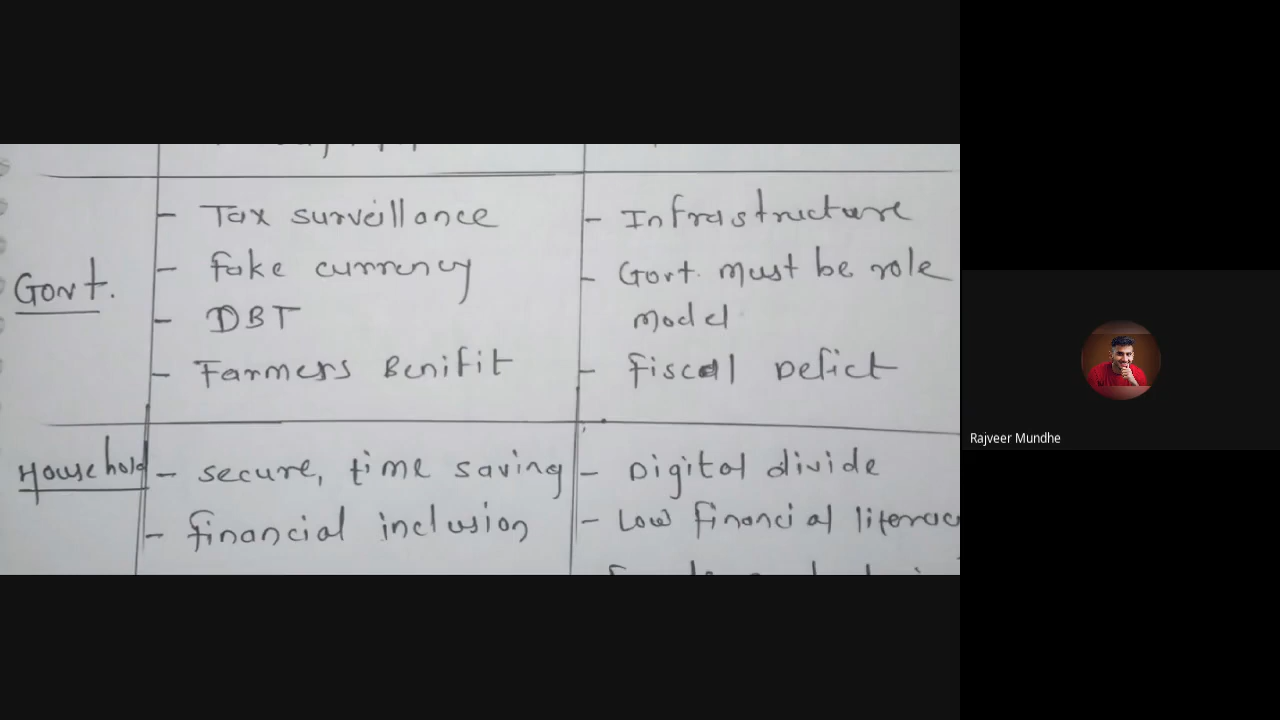 - Tax surveillance
- Infrastructure
- fake currency
- Govt. must be role
Govt.
- DBT
model
- Farmers Benifit
- fiscal Defict
Household
- secure, time saving
- Digital divide
- financial inclusion
- Low financial literac
Rajveer Mundhe